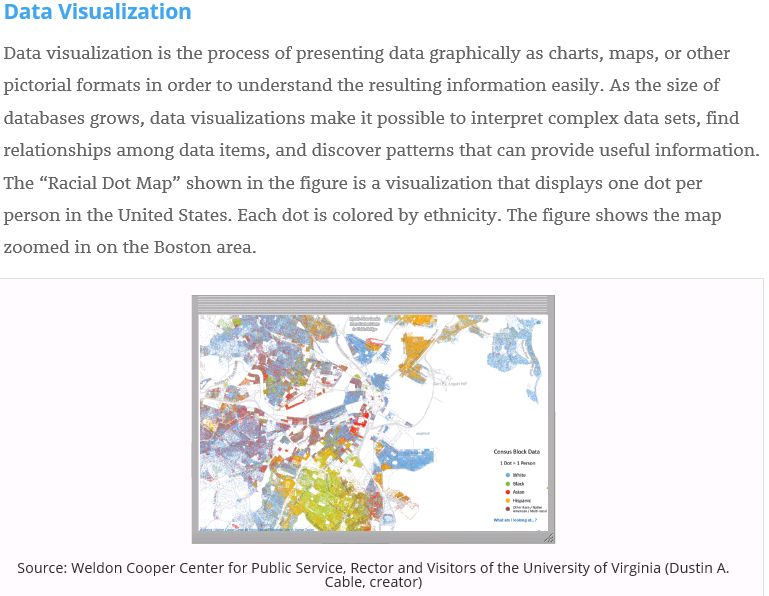 Data Visualization
Data visualization is the process of presenting data graphically as charts, maps, or other
pictorial formats in order to understand the resulting information easily. As the size of
databases grows, data visualizations make it possible to interpret complex data sets, find
relationships among data items, and discover patterns that can provide useful information.
The “Racial Dot Map” shown in the figure is a visualization that displays one dot per
person in the United States. Each dot is colored by ethnicity. The figure shows the map
zoomed in on the Boston area.
Census Block Data
1 Dot = 1 Person
White
Black
Asian
Hispanic
Other Race / Native
American / Multi-racial
What am I looking at...?
Source: Weldon Cooper Center for Public Service, Rector and Visitors of the University of Virginia (Dustin A.
Cable, creator)